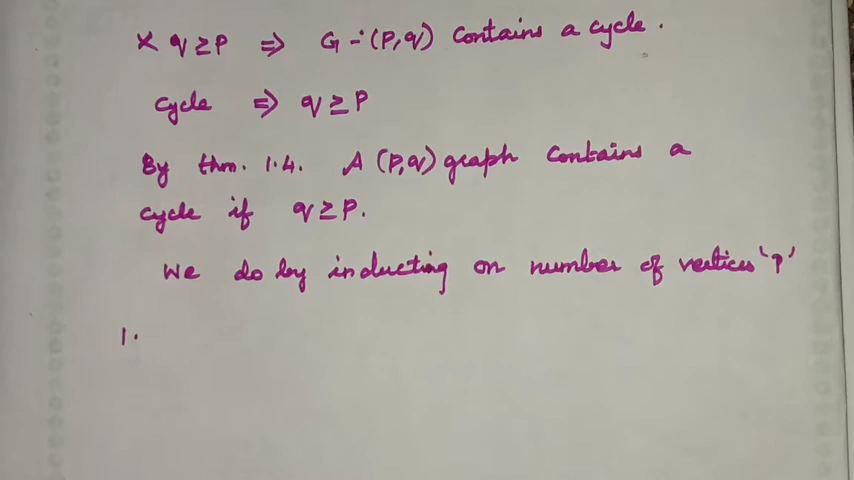 × q ≥ P ⇒ G -(P,q) contains a cycle.
cycle ⇒ q ≥ P
By thm. 1.4. A (P,q) graph contains a
cycle if q ≥ P.
We do by inducting on number of vertices 'P'
1.